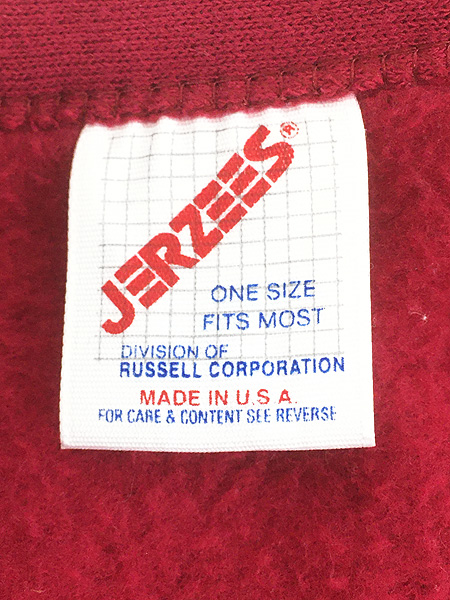 JERZEES®
ONE SIZE
FITS MOST
DIVISION OF
RUSSELL CORPORATION
MADE IN U.S.A.
FOR CARE & CONTENT SEE REVERSE